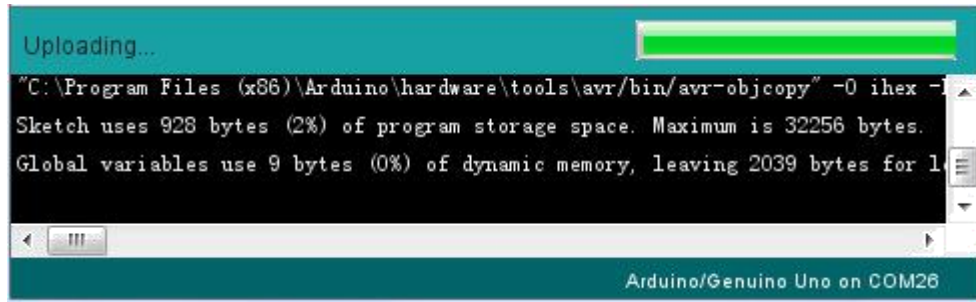 Uploading...
"C:\Program Files (x86)\Arduino\hardware\tools\avr/bin/avr-objcopy" -O ihex
Sketch uses 928 bytes (2%) of program storage space. Maximum is 32256 bytes.
Global variables use 9 bytes (0%) of dynamic memory, leaving 2039 bytes for
Arduino/Genuino Uno on COM26